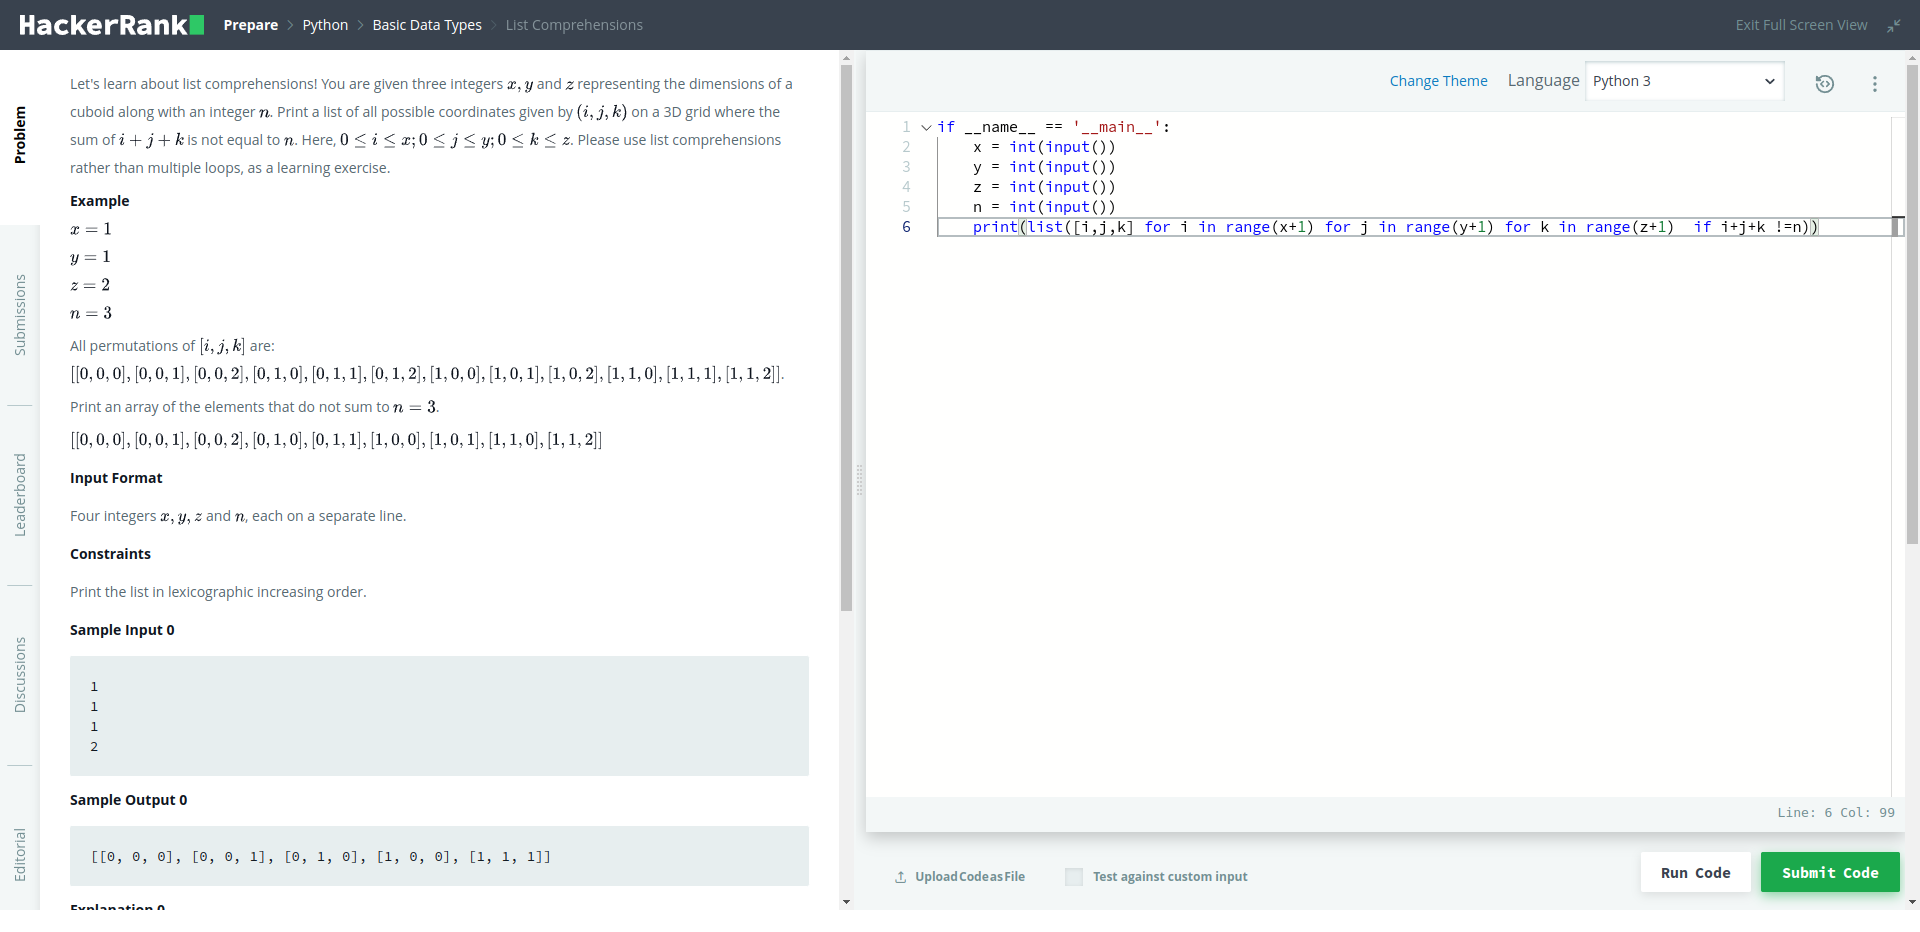 HackerRank Prepare > Python > Basic Data Types > List Comprehensions Exit Full Screen View
Problem
Submissions
Leaderboard
Discussions
Editorial
Let's learn about list comprehensions! You are given three integers x, y and z representing the dimensions of a
cuboid along with an integer n. Print a list of all possible coordinates given by (i, j, k) on a 3D grid where the
sum of i + j + k is not equal to n. Here, 0 ≤ i ≤ x; 0 ≤ j ≤ y; 0 ≤ k ≤ z. Please use list comprehensions
rather than multiple loops, as a learning exercise.
Example
x = 1
y = 1
z = 2
n = 3
All permutations of [i, j, k] are:
[[0, 0, 0], [0, 0, 1], [0, 0, 2], [0, 1, 0], [0, 1, 1], [0, 1, 2], [1, 0, 0], [1, 0, 1], [1, 0, 2], [1, 1, 0], [1, 1, 1], [1, 1, 2]].
Print an array of the elements that do not sum to n = 3.
[[0, 0, 0], [0, 0, 1], [0, 0, 2], [0, 1, 0], [0, 1, 1], [1, 0, 0], [1, 0, 1], [1, 1, 0], [1, 1, 2]]
Input Format
Four integers x, y, z and n, each on a separate line.
Constraints
Print the list in lexicographic increasing order.
Sample Input 0
1
1
1
2
Sample Output 0
[[0, 0, 0], [0, 0, 1], [0, 1, 0], [1, 0, 0], [1, 1, 1]]
Explanation 0
Change Theme Language Python 3
1 if __name__ == '__main__':
2 x = int(input())
3 y = int(input())
4 z = int(input())
5 n = int(input())
6 print(list([i,j,k] for i in range(x+1) for j in range(y+1) for k in range(z+1)  if i+j+k !=n))
Line: 6 Col: 99
Upload Code as File Test against custom input Run Code Submit Code